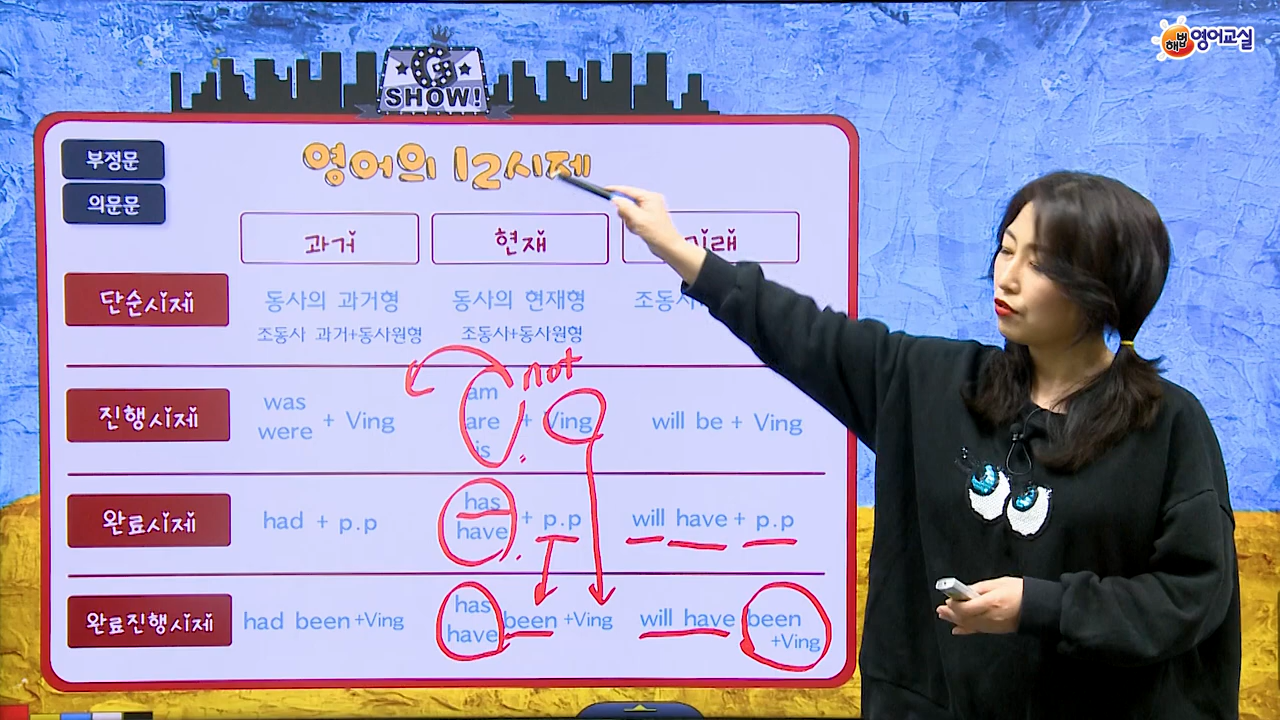 해법영어교실
G
SHOW!
부정문
의문문
영어의 12시제
과거 현재
단순시제 동사의 과거형 동사의 현재형
조동사 과거+동사원형 조동사+동사원형
not
진행시제 was were + Ving am are is + Ving will be + Ving
완료시제 had + p.p has have + p.p will have + p.p
완료진행시제 had been +Ving has have been +Ving will have been +Ving